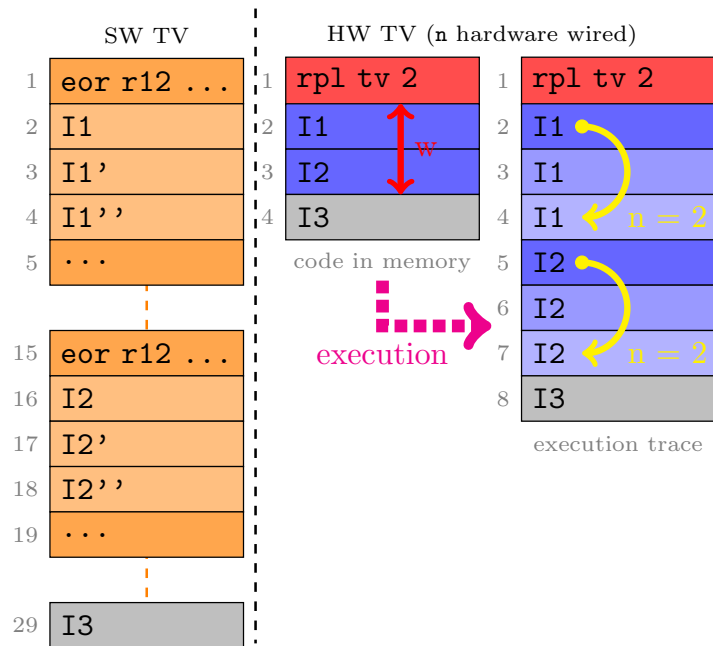 SW TV
1 eor r12 ...
2 I1
3 I1'
4 I1''
5 ...
15 eor r12 ...
16 I2
17 I2'
18 I2''
19 ...
29 I3
HW TV (n hardware wired)
1 rpl tv 2
2 I1
3 I2
w
4 I3
code in memory
execution
1 rpl tv 2
2 I1
3 I1
4 I1 n = 2
5 I2
6 I2
7 I2 n = 2
8 I3
execution trace